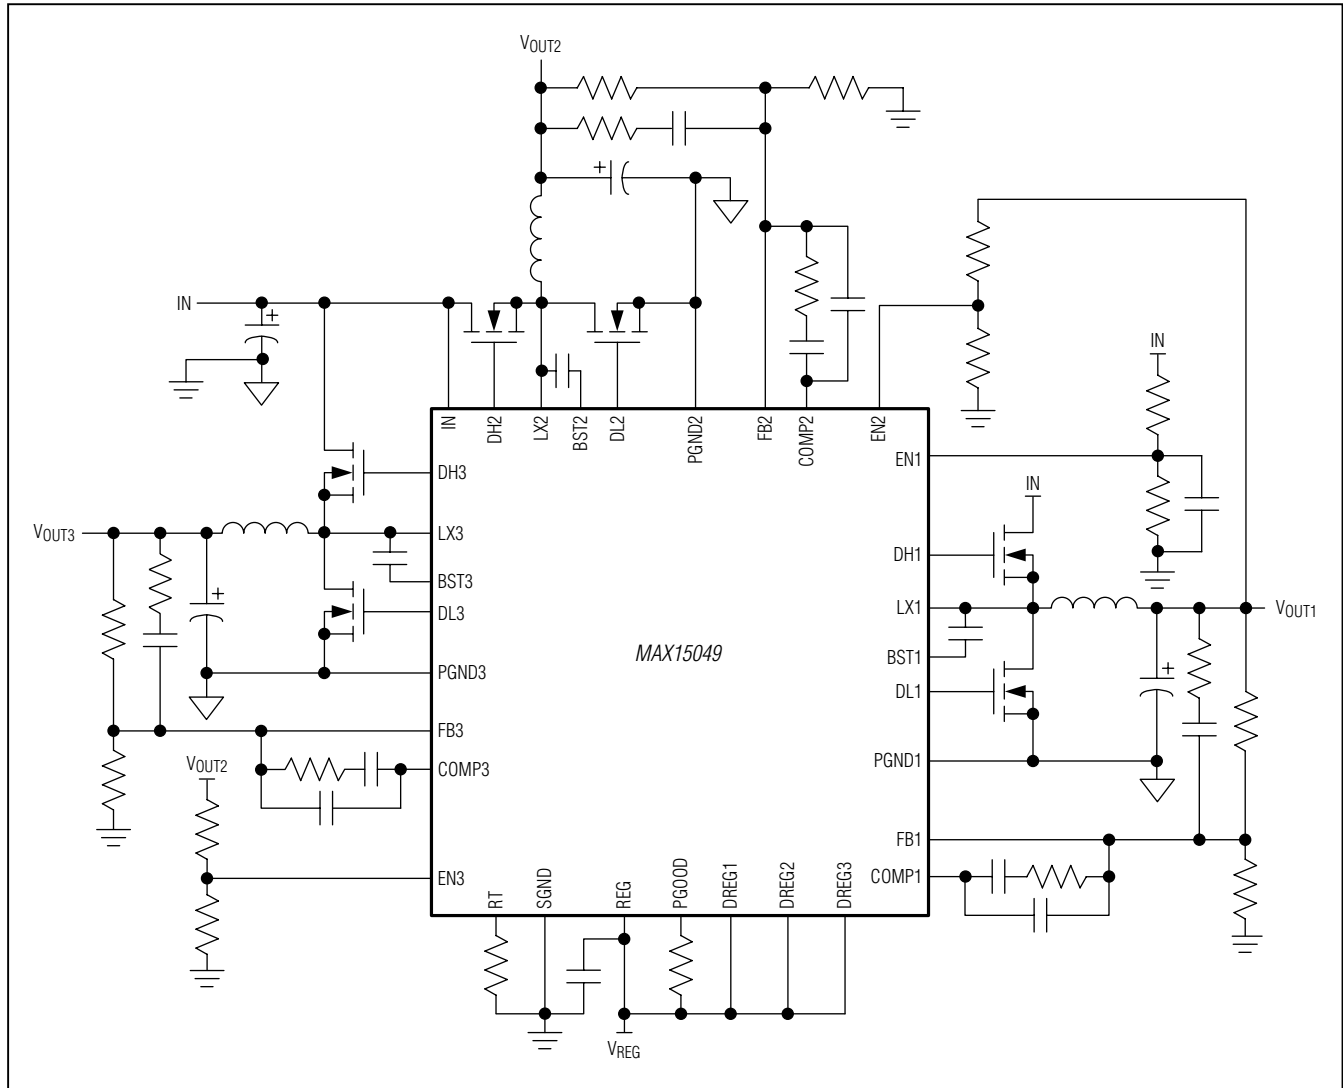 VOUT2
+
IN
+
IN
IN
DH2
LX2
BST2
DL2
PGND2
FB2
COMP2
EN2
EN1
IN
DH3
VOUT3
LX3
DH1
BST3
+
DL3
LX1
VOUT1
MAX15049
BST1
PGND3
+
DL1
FB3
PGND1
VOUT2
COMP3
FB1
EN3
COMP1
RT
SGND
REG
PGOOD
DREG1
DREG2
DREG3
VREG